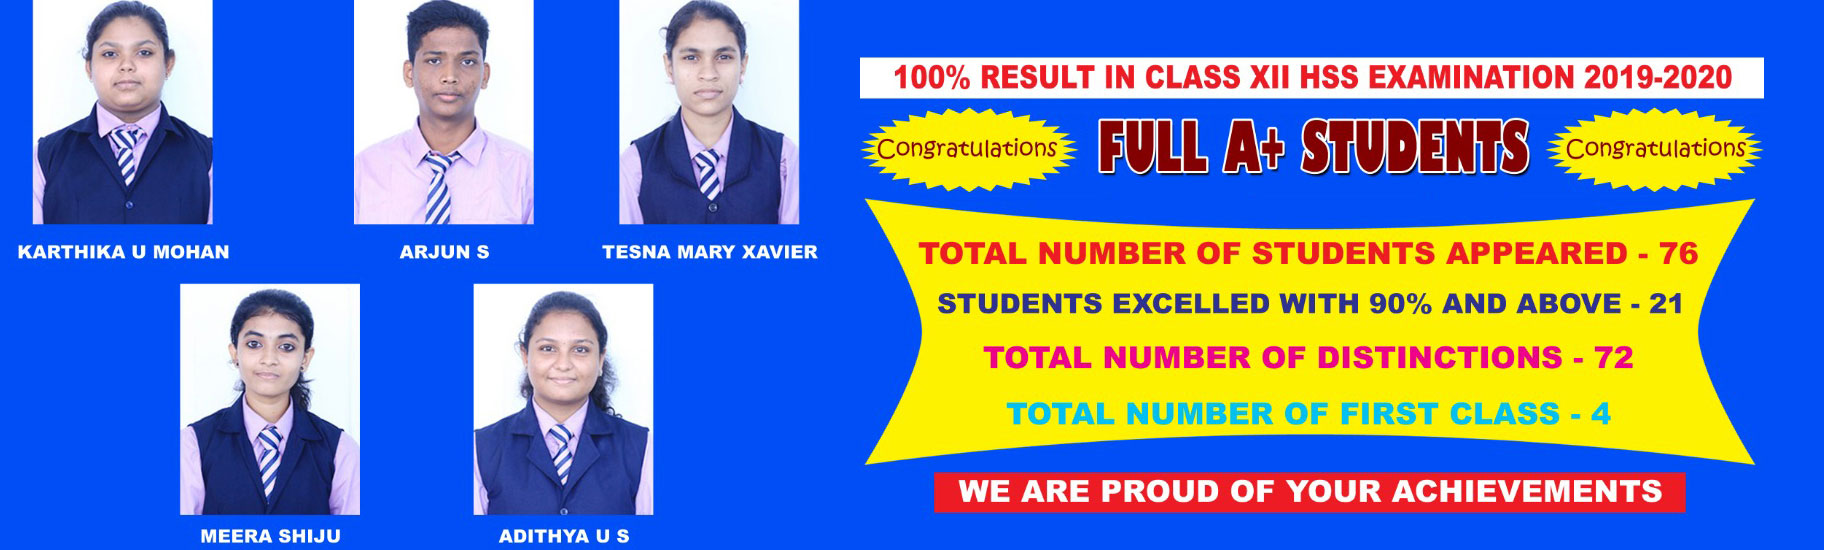 KARTHIKA U MOHAN
ARJUN S
TESNA MARY XAVIER
MEERA SHIJU
ADITHYA U S
100% RESULT IN CLASS XII HSS EXAMINATION 2019-2020
Congratulations
FULL A+ STUDENTS
Congratulations
TOTAL NUMBER OF STUDENTS APPEARED - 76
STUDENTS EXCELLED WITH 90% AND ABOVE - 21
TOTAL NUMBER OF DISTINCTIONS - 72
TOTAL NUMBER OF FIRST CLASS - 4
WE ARE PROUD OF YOUR ACHIEVEMENTS